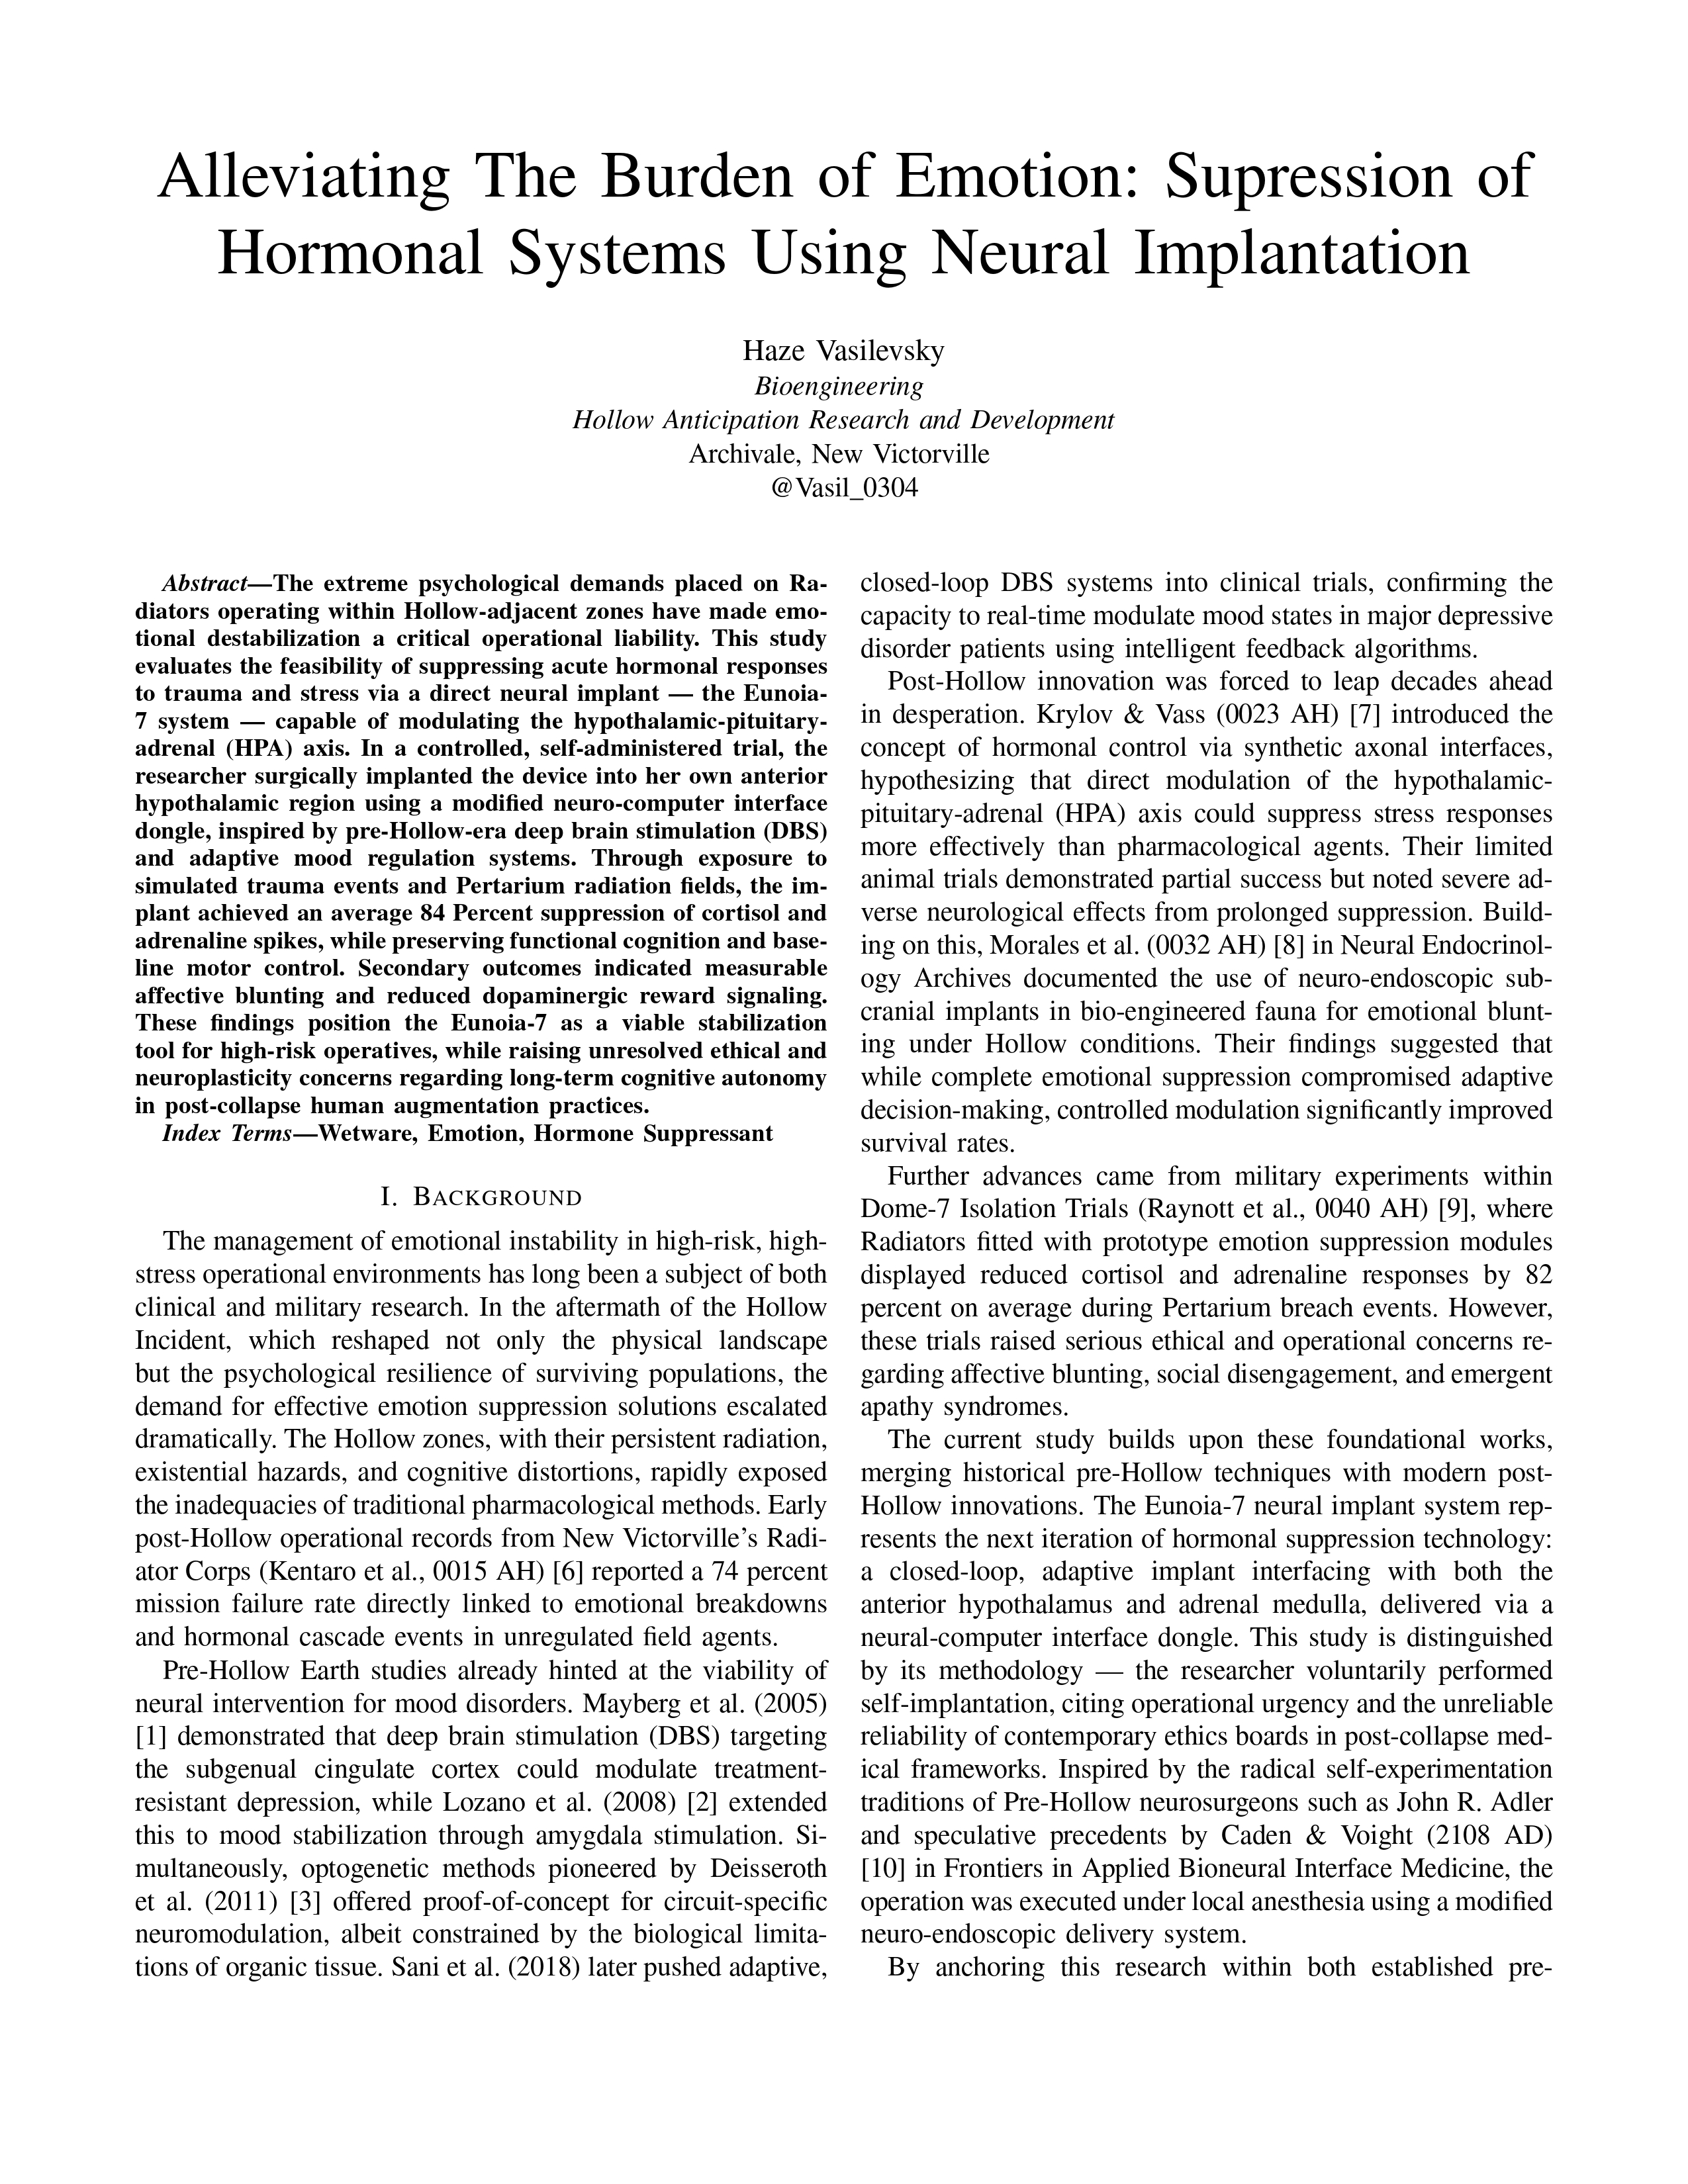 Alleviating The Burden of Emotion: Supression of
Hormonal Systems Using Neural Implantation
Haze Vasilevsky
Bioengineering
Hollow Anticipation Research and Development
Archivale, New Victorville
@Vasil_0304
Abstract—The extreme psychological demands placed on Ra-
diators operating within Hollow-adjacent zones have made emo-
tional destabilization a critical operational liability. This study
evaluates the feasibility of suppressing acute hormonal responses
to trauma and stress via a direct neural implant — the Eunoia-
7 system — capable of modulating the hypothalamic-pituitary-
adrenal (HPA) axis. In a controlled, self-administered trial, the
researcher surgically implanted the device into her own anterior
hypothalamic region using a modified neuro-computer interface
dongle, inspired by pre-Hollow-era deep brain stimulation (DBS)
and adaptive mood regulation systems. Through exposure to
simulated trauma events and Pertarium radiation fields, the im-
plant achieved an average 84 Percent suppression of cortisol and
adrenaline spikes, while preserving functional cognition and base-
line motor control. Secondary outcomes indicated measurable
affective blunting and reduced dopaminergic reward signaling.
These findings position the Eunoia-7 as a viable stabilization
tool for high-risk operatives, while raising unresolved ethical and
neuroplasticity concerns regarding long-term cognitive autonomy
in post-collapse human augmentation practices.
Index Terms—Wetware, Emotion, Hormone Suppressant
I. BACKGROUND
The management of emotional instability in high-risk, high-
stress operational environments has long been a subject of both
clinical and military research. In the aftermath of the Hollow
Incident, which reshaped not only the physical landscape
but the psychological resilience of surviving populations, the
demand for effective emotion suppression solutions escalated
dramatically. The Hollow zones, with their persistent radiation,
existential hazards, and cognitive distortions, rapidly exposed
the inadequacies of traditional pharmacological methods. Early
post-Hollow operational records from New Victorville's Radi-
ator Corps (Kentaro et al., 0015 AH) [6] reported a 74 percent
mission failure rate directly linked to emotional breakdowns
and hormonal cascade events in unregulated field agents.
Pre-Hollow Earth studies already hinted at the viability of
neural intervention for mood disorders. Mayberg et al. (2005)
[1] demonstrated that deep brain stimulation (DBS) targeting
the subgenual cingulate cortex could modulate treatment-
resistant depression, while Lozano et al. (2008) [2] extended
this to mood stabilization through amygdala stimulation. Si-
multaneously, optogenetic methods pioneered by Deisseroth
et al. (2011) [3] offered proof-of-concept for circuit-specific
neuromodulation, albeit constrained by the biological limita-
tions of organic tissue. Sani et al. (2018) later pushed adaptive,
closed-loop DBS systems into clinical trials, confirming the
capacity to real-time modulate mood states in major depressive
disorder patients using intelligent feedback algorithms.
Post-Hollow innovation was forced to leap decades ahead
in desperation. Krylov & Vass (0023 AH) [7] introduced the
concept of hormonal control via synthetic axonal interfaces,
hypothesizing that direct modulation of the hypothalamic-
pituitary-adrenal (HPA) axis could suppress stress responses
more effectively than pharmacological agents. Their limited
animal trials demonstrated partial success but noted severe ad-
verse neurological effects from prolonged suppression. Build-
ing on this, Morales et al. (0032 AH) [8] in Neural Endocrinol-
ogy Archives documented the use of neuro-endoscopic sub-
cranial implants in bio-engineered fauna for emotional blunt-
ing under Hollow conditions. Their findings suggested that
while complete emotional suppression compromised adaptive
decision-making, controlled modulation significantly improved
survival rates.
Further advances came from military experiments within
Dome-7 Isolation Trials (Raynott et al., 0040 AH) [9], where
Radiators fitted with prototype emotion suppression modules
displayed reduced cortisol and adrenaline responses by 82
percent on average during Pertarium breach events. However,
these trials raised serious ethical and operational concerns re-
garding affective blunting, social disengagement, and emergent
apathy syndromes.
The current study builds upon these foundational works,
merging historical pre-Hollow techniques with modern post-
Hollow innovations. The Eunoia-7 neural implant system rep-
resents the next iteration of hormonal suppression technology:
a closed-loop, adaptive implant interfacing with both the
anterior hypothalamus and adrenal medulla, delivered via a
neural-computer interface dongle. This study is distinguished
by its methodology — the researcher voluntarily performed
self-implantation, citing operational urgency and the unreliable
reliability of contemporary ethics boards in post-collapse med-
ical frameworks. Inspired by the radical self-experimentation
traditions of Pre-Hollow neurosurgeons such as John R. Adler
and speculative precedents by Caden & Voight (2108 AD)
[10] in Frontiers in Applied Bioneural Interface Medicine, the
operation was executed under local anesthesia using a modified
neuro-endoscopic delivery system.
By anchoring this research within both established pre-